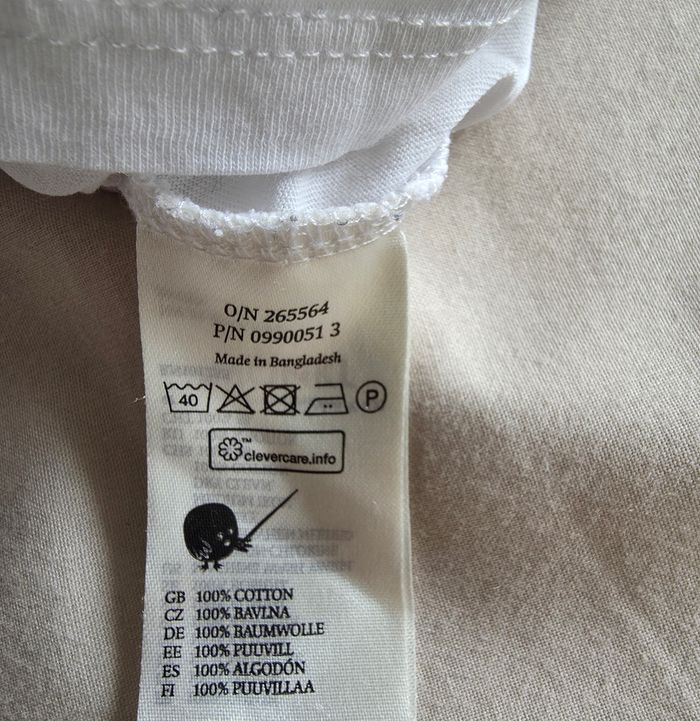 O/N 265564
P/N 0990051 3
Made in Bangladesh
40 P
™ clevercare.info
GB 100% COTTON
CZ 100% BAVLNA
DE 100% BAUMWOLLE
EE 100% PUUVILL
ES 100% ALGODÓN
FI 100% PUUVILLAA